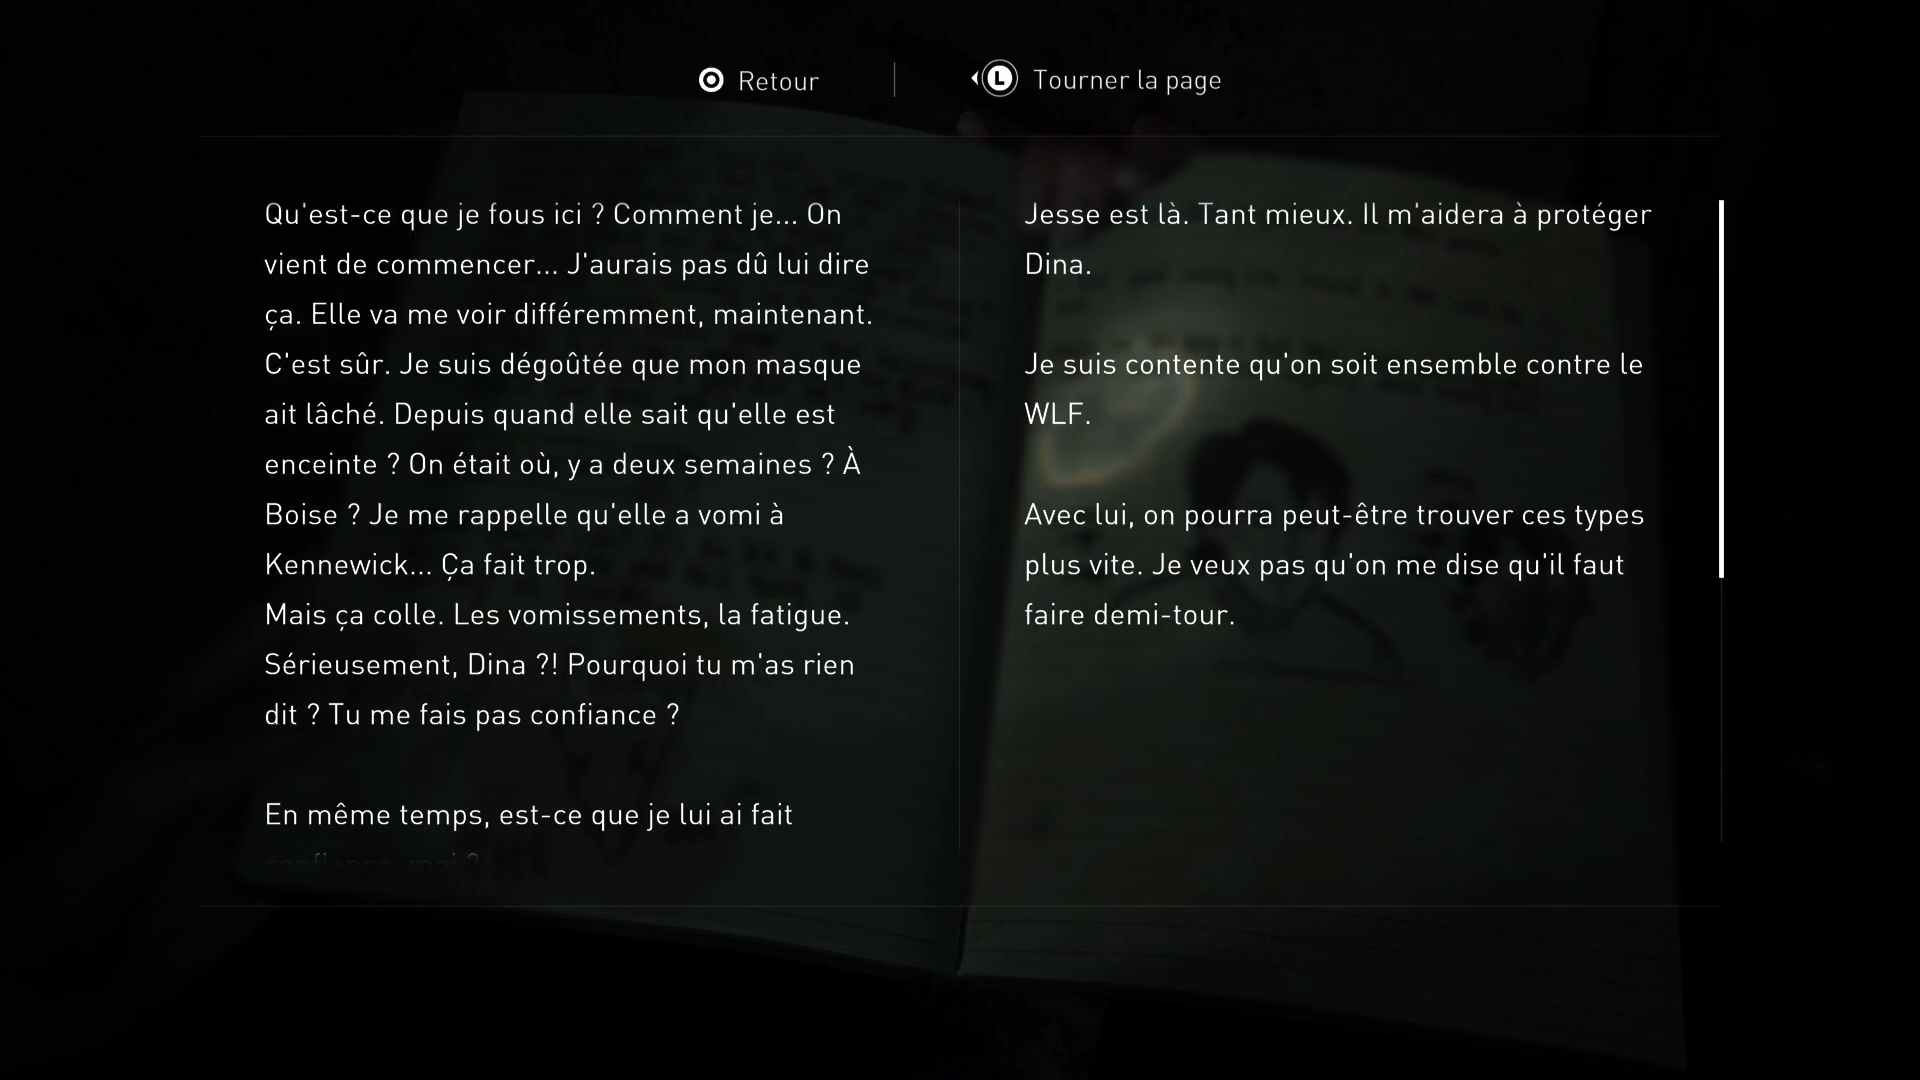 Retour
L Tourner la page
Qu'est-ce que je fous ici ? Comment je... On
vient de commencer... J'aurais pas dû lui dire
ça. Elle va me voir différemment, maintenant.
C'est sûr. Je suis dégoûtée que mon masque
ait lâché. Depuis quand elle sait qu'elle est
enceinte ? On était où, y a deux semaines ? À
Boise ? Je me rappelle qu'elle a vomi à
Kennewick... Ça fait trop.
Mais ça colle. Les vomissements, la fatigue.
Sérieusement, Dina ?! Pourquoi tu m'as rien
dit ? Tu me fais pas confiance ?
En même temps, est-ce que je lui ai fait
confiance, moi ?
Jesse est là. Tant mieux. Il m'aidera à protéger
Dina.
Je suis contente qu'on soit ensemble contre le
WLF.
Avec lui, on pourra peut-être trouver ces types
plus vite. Je veux pas qu'on me dise qu'il faut
faire demi-tour.